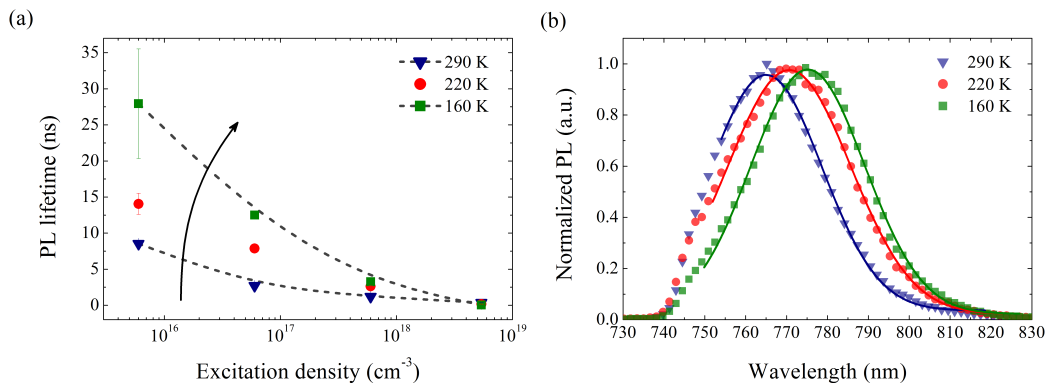 (a)
PL lifetime (ns)
35
30
25
20
15
10
5
0
10^16
10^17
10^18
10^19
Excitation density (cm^-3)
290 K
220 K
160 K
(b)
Normalized PL (a.u.)
1.0
0.8
0.6
0.4
0.2
0.0
730
740
750
760
770
780
790
800
810
820
830
Wavelength (nm)
290 K
220 K
160 K